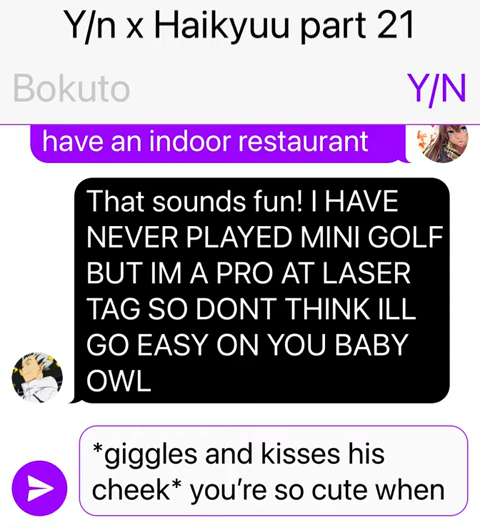 Y/n x Haikyuu part 21
Bokuto
Y/N
have an indoor restaurant
That sounds fun! I HAVE
NEVER PLAYED MINI GOLF
BUT IM A PRO AT LASER
TAG SO DONT THINK ILL
GO EASY ON YOU BABY
OWL
*giggles and kisses his
cheek* you’re so cute when